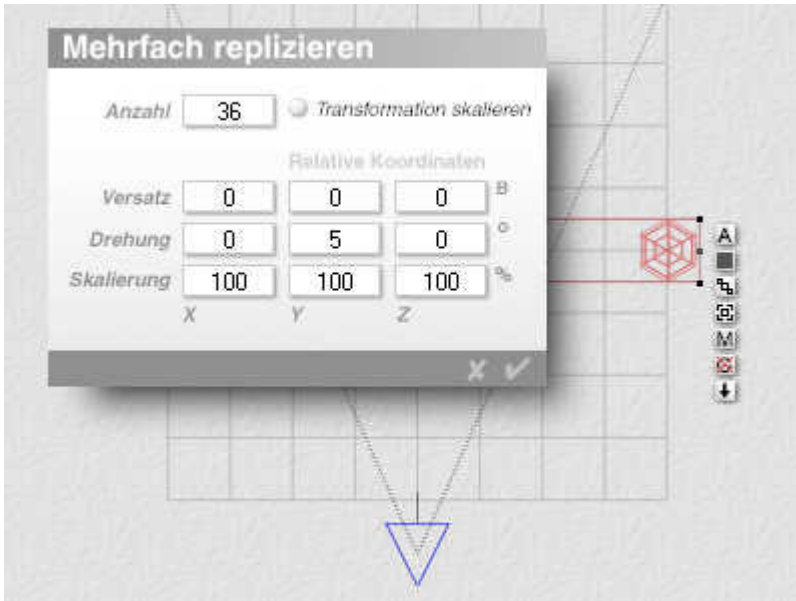 Mehrfach replizieren
Anzahl 36 Transformation skalieren
Relative Koordinaten
Versatz 0 0 0 B
Drehung 0 5 0 °
Skalierung 100 100 100 %
X Y Z
A
M
G